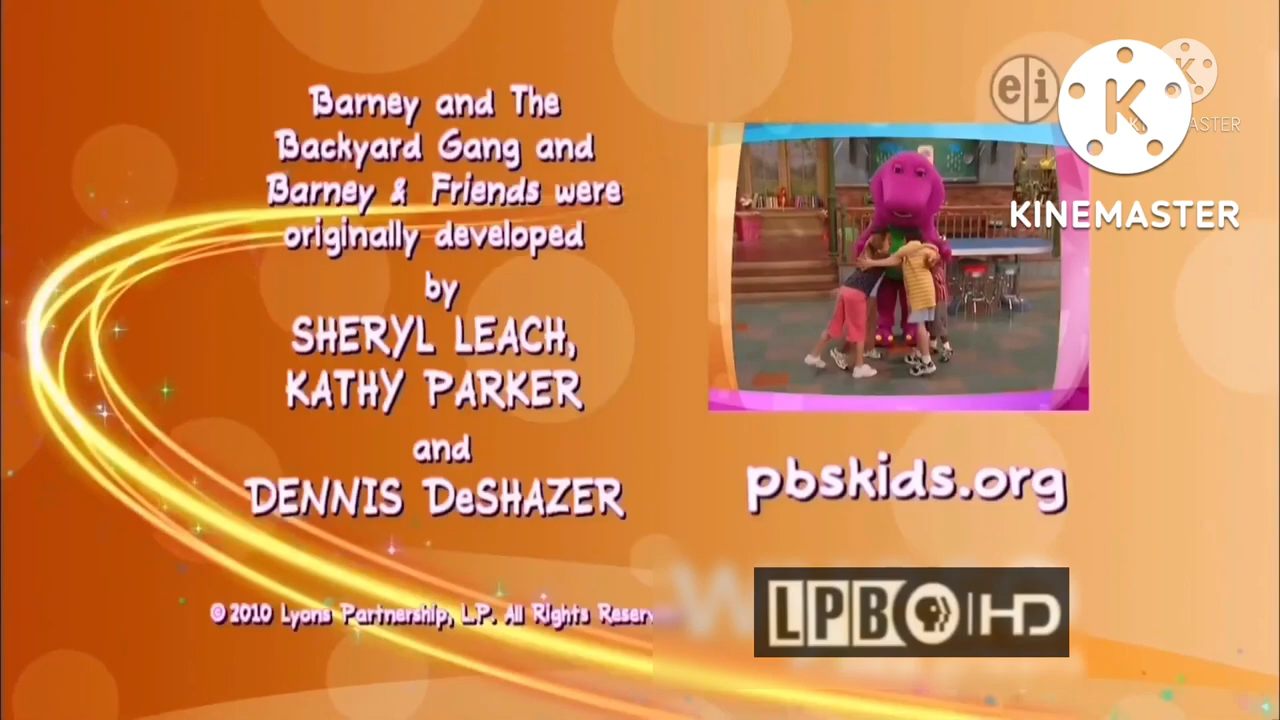 Barney and The
Backyard Gang and
Barney & Friends were
originally developed
by
SHERYL LEACH,
KATHY PARKER
and
DENNIS DeSHAZER
© 2010 Lyons Partnership, L.P. All Rights Reser
ei
K
KINEMASTER
K
ASTER
pbskids.org
LPB HD